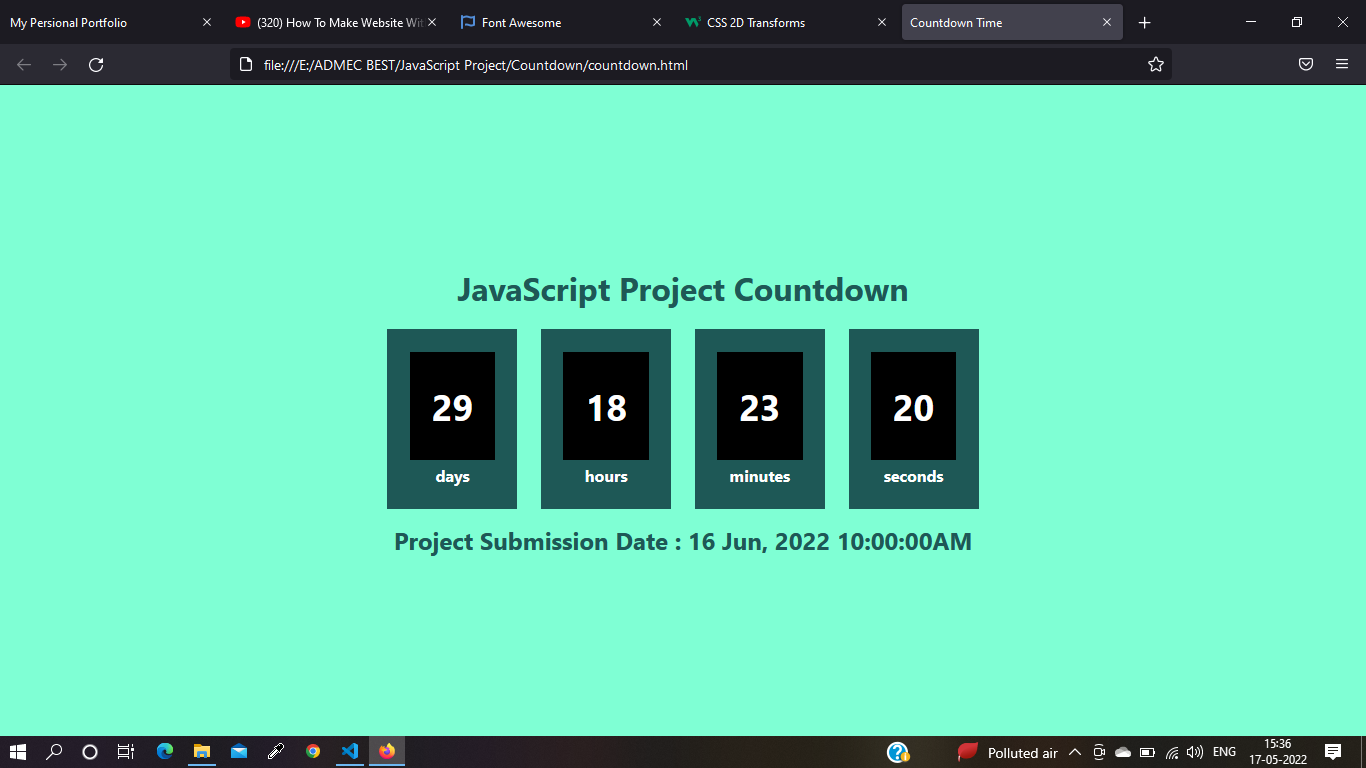 My Persional Portfolio
(320) How To Make Website Wit
Font Awesome
CSS 2D Transforms
Countdown Time
file:///E:/ADMEC BEST/JavaScript Project/Countdown/countdown.html
JavaScript Project Countdown
29 18 23 20
days hours minutes seconds
Project Submission Date : 16 Jun, 2022 10:00:00AM
Polluted air
ENG
15:36
17-05-2022